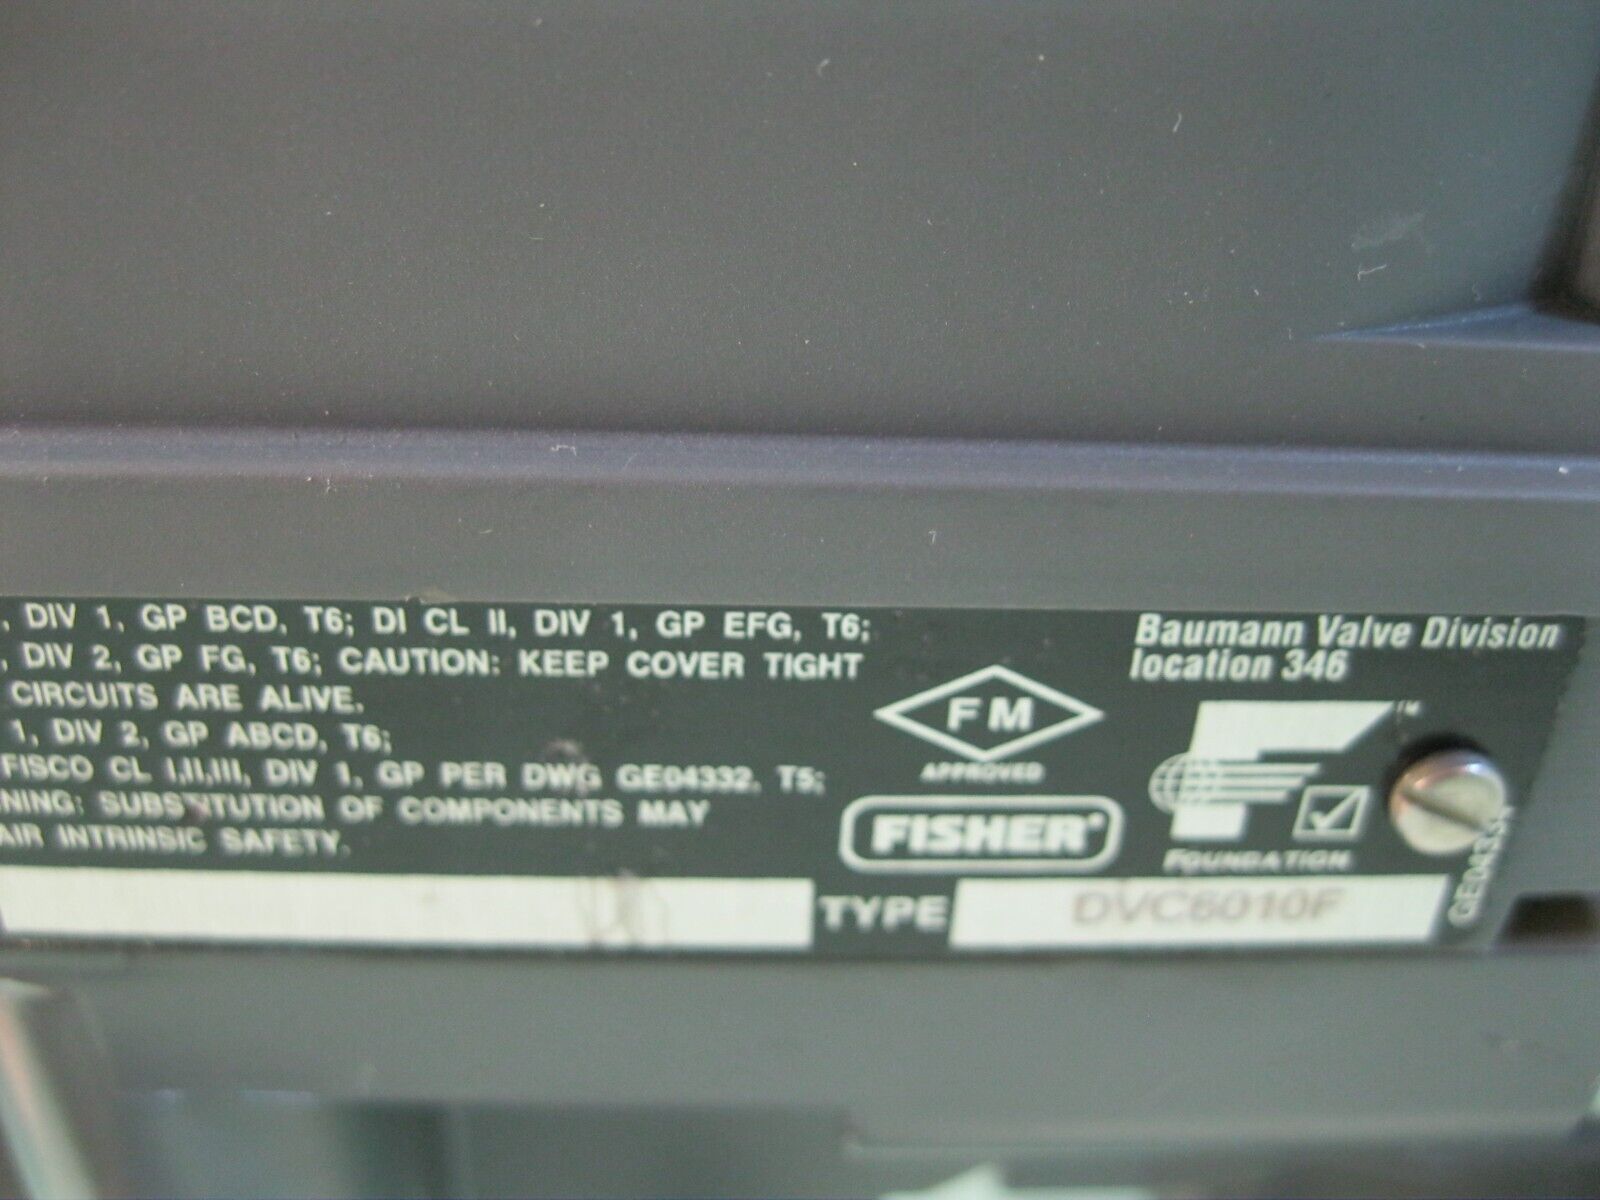 , DIV 1, GP BCD, T6; DI CL II, DIV 1, GP EFG, T6;
, DIV 2, GP FG, T6; CAUTION: KEEP COVER TIGHT
CIRCUITS ARE ALIVE.
1, DIV 2, GP ABCD, T6;
FISCO CL I,II,III, DIV 1, GP PER DWG GE04332, T5;
NING: SUBSTITUTION OF COMPONENTS MAY
AIR INTRINSIC SAFETY.
Baumann Valve Division
location 346
FM
APPROVED
FISHER®
TM
FOUNDATION
TYPE DVC6010F